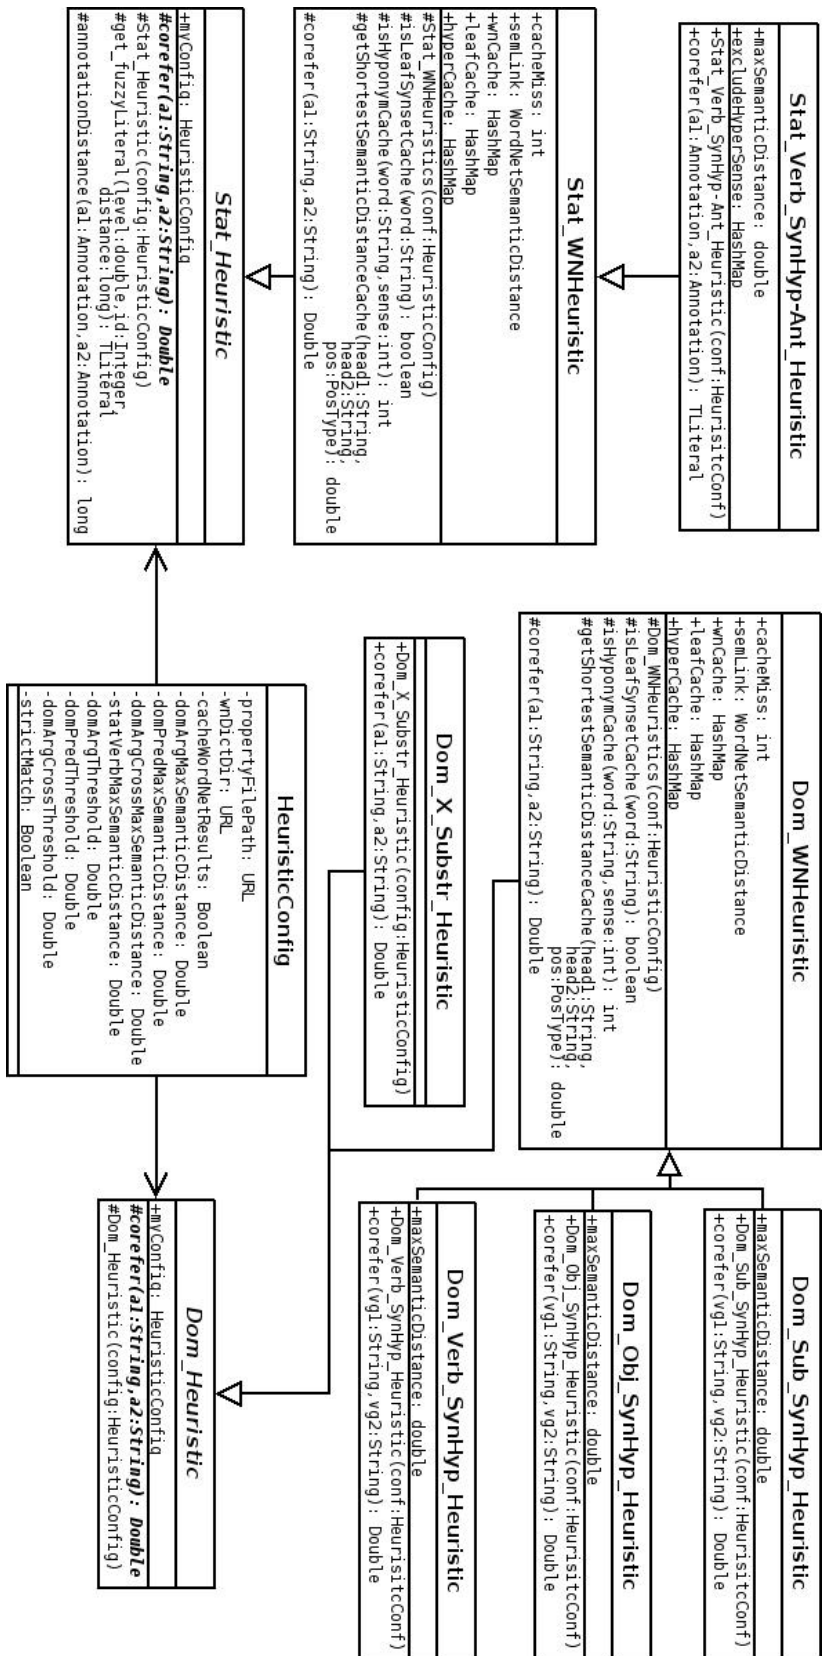 Stat_Verb_SynHyp-Ant_Heuristic
+maxSemanticDistance: double
+excludeHyperSense: HashMap
+Stat_Verb_SynHyp-Ant_Heuristic(conf:HeurisitcConf)
+corefer(a1:Annotation,a2:Annotation): TLiteral
Stat_WNHeuristic
+cacheMiss: int
+semLink: WordNetSemanticDistance
+wnCache: HashMap
+leafCache: HashMap
+hyperCache: HashMap
#Stat_WNHeuristics(conf:HeuristicConfig)
#isLeafSynsetCache(word:String): boolean
#isHyponymCache(word:String,sense:int): int
#getShortestSemanticDistanceCache(head1:String,
head2:String,
pos:PosType): double
#corefer(a1:String,a2:String): Double
Stat_Heuristic
+myConfig: HeuristicConfig
#corefer(a1:String,a2:String): Double
#Stat_Heuristic(config:HeuristicConfig)
#get_fuzzyLiteral(level:double,id:Integer,
distance:long): TLiteral
#annotationDistance(a1:Annotation,a2:Annotation): long
Dom_WNHeuristic
+cacheMiss: int
+semLink: WordNetSemanticDistance
+wnCache: HashMap
+leafCache: HashMap
+hyperCache: HashMap
#Dom_WNHeuristics(conf:HeuristicConfig)
#isLeafSynsetCache(word:String): boolean
#isHyponymCache(word:String,sense:int): int
#getShortestSemanticDistanceCache(head1:String,
head2:String,
pos:PosType): double
#corefer(a1:String,a2:String): Double
Dom_X_Substr_Heuristic
+Dom_X_Substr_Heuristic(config:HeuristicConfig)
+corefer(a1:String,a2:String): Double
HeuristicConfig
-propertyFilePath: URL
-wnDictDir: URL
-cacheWordNetResults: Boolean
-domArgMaxSemanticDistance: Double
-domPredMaxSemanticDistance: Double
-domArgCrossMaxSemanticDistance: Double
-statVerbMaxSemanticDistance: Double
-domArgThreshold: Double
-domPredThreshold: Double
-domArgCrossThreshold: Double
-strictMatch: Boolean
Dom_Sub_SynHyp_Heuristic
+maxSemanticDistance: double
+Dom_Sub_SynHyp_Heuristic(conf:HeurisitcConf)
+corefer(vg1:String,vg2:String): Double
Dom_Obj_SynHyp_Heuristic
+maxSemanticDistance: double
+Dom_Obj_SynHyp_Heuristic(conf:HeurisitcConf)
+corefer(vg1:String,vg2:String): Double
Dom_Verb_SynHyp_Heuristic
+maxSemanticDistance: double
+Dom_Verb_SynHyp_Heuristic(conf:HeurisitcConf)
+corefer(vg1:String,vg2:String): Double
Dom_Heuristic
+myConfig: HeuristicConfig
#corefer(a1:String,a2:String): Double
#Dom_Heuristic(config:HeuristicConfig)